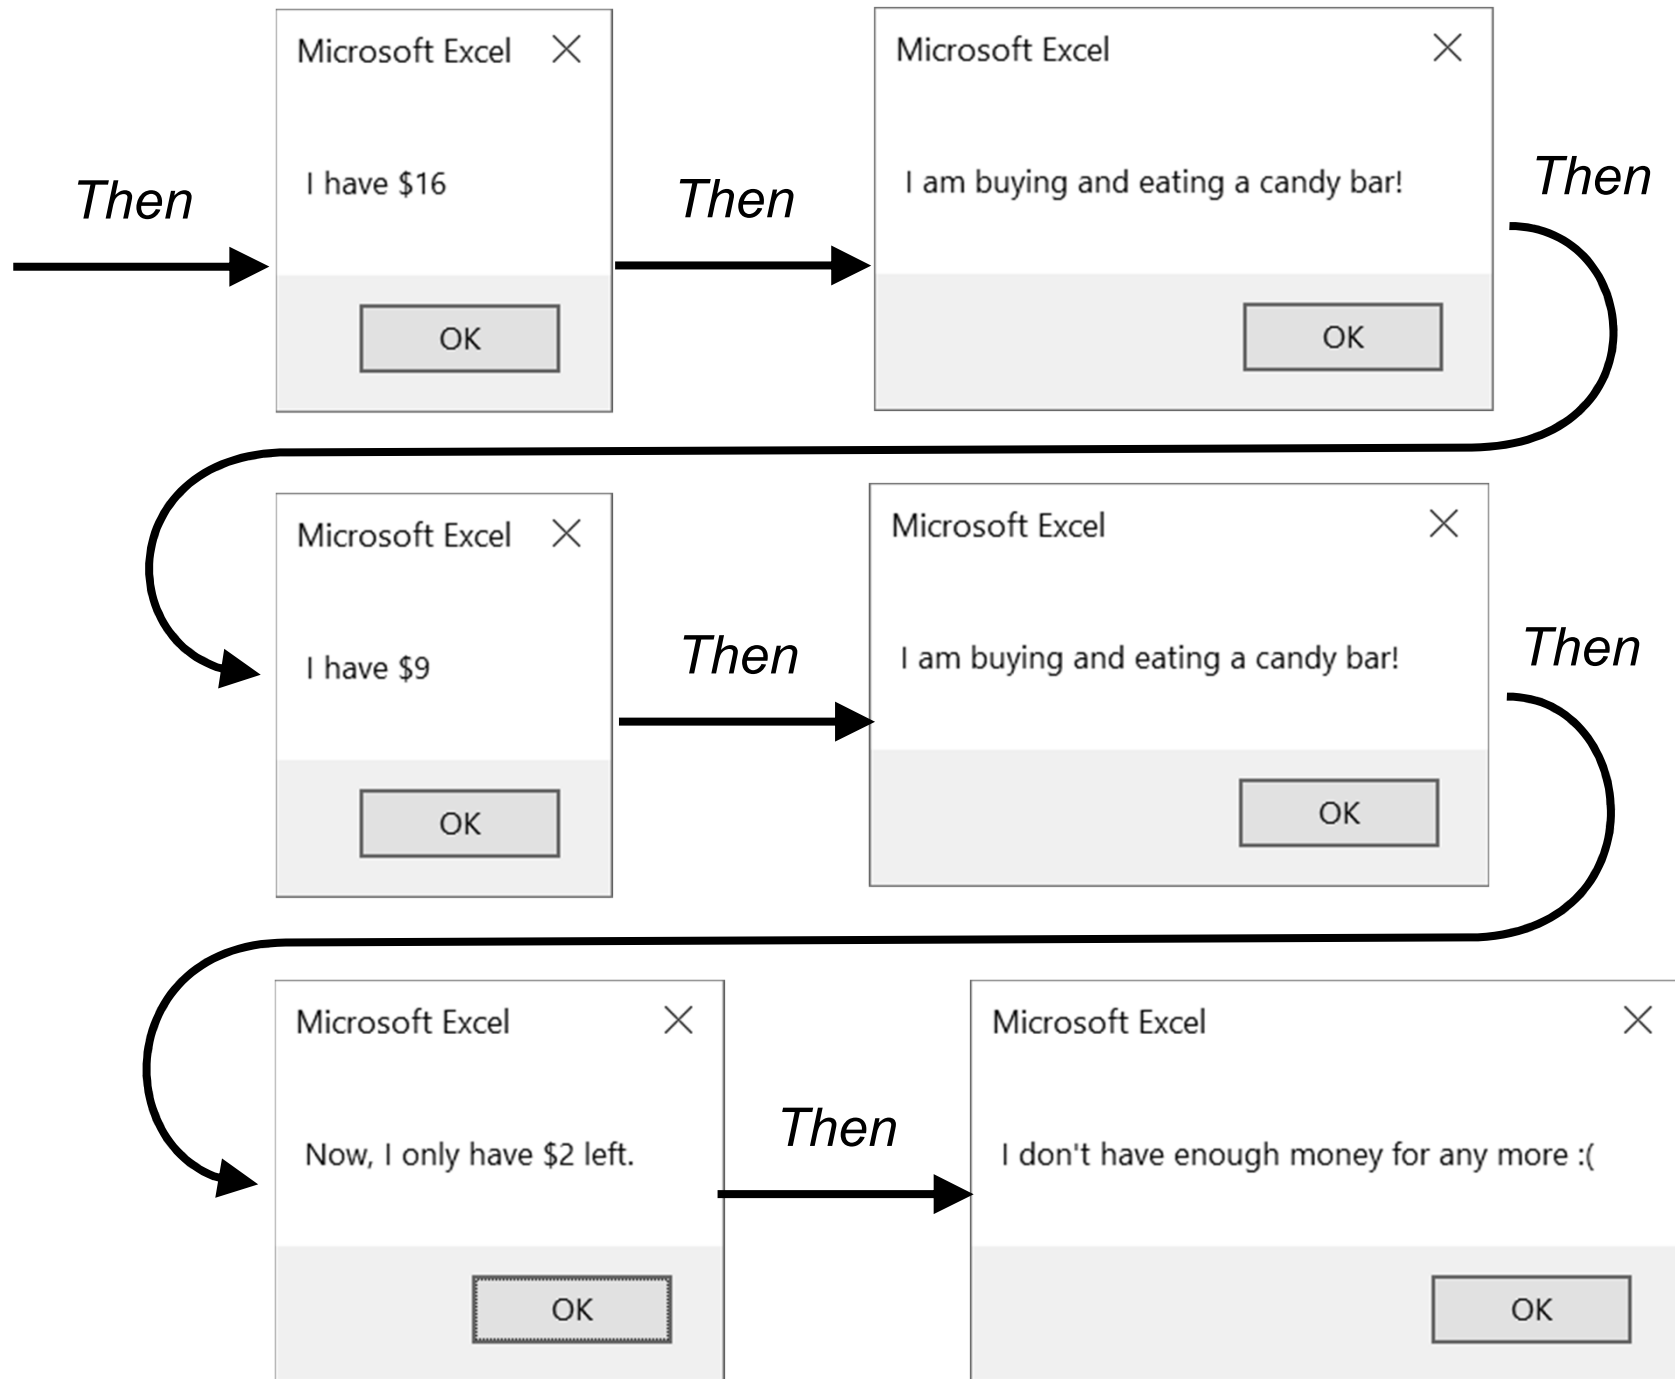 Microsoft Excel
I have $16
OK
Then
Then
Microsoft Excel
I am buying and eating a candy bar!
OK
Then
Microsoft Excel
I have $9
OK
Then
Microsoft Excel
I am buying and eating a candy bar!
OK
Then
Microsoft Excel
Now, I only have $2 left.
OK
Then
Microsoft Excel
I don't have enough money for any more :(
OK